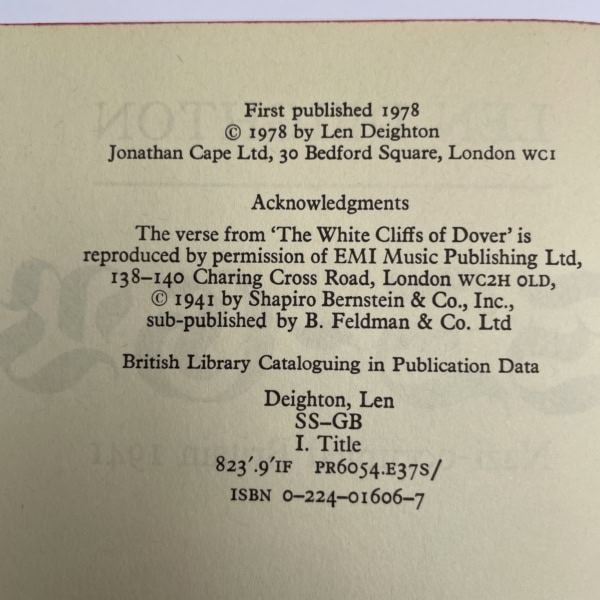 First published 1978
© 1978 by Len Deighton
Jonathan Cape Ltd, 30 Bedford Square, London WC1
Acknowledgments
The verse from ‘The White Cliffs of Dover’ is
reproduced by permission of EMI Music Publishing Ltd,
138–140 Charing Cross Road, London WC2H OLD,
© 1941 by Shapiro Bernstein & Co., Inc.,
sub-published by B. Feldman & Co. Ltd
British Library Cataloguing in Publication Data
Deighton, Len
SS–GB
I. Title
823′.9′1F PR6054.E37S/
ISBN 0–224–01606–7